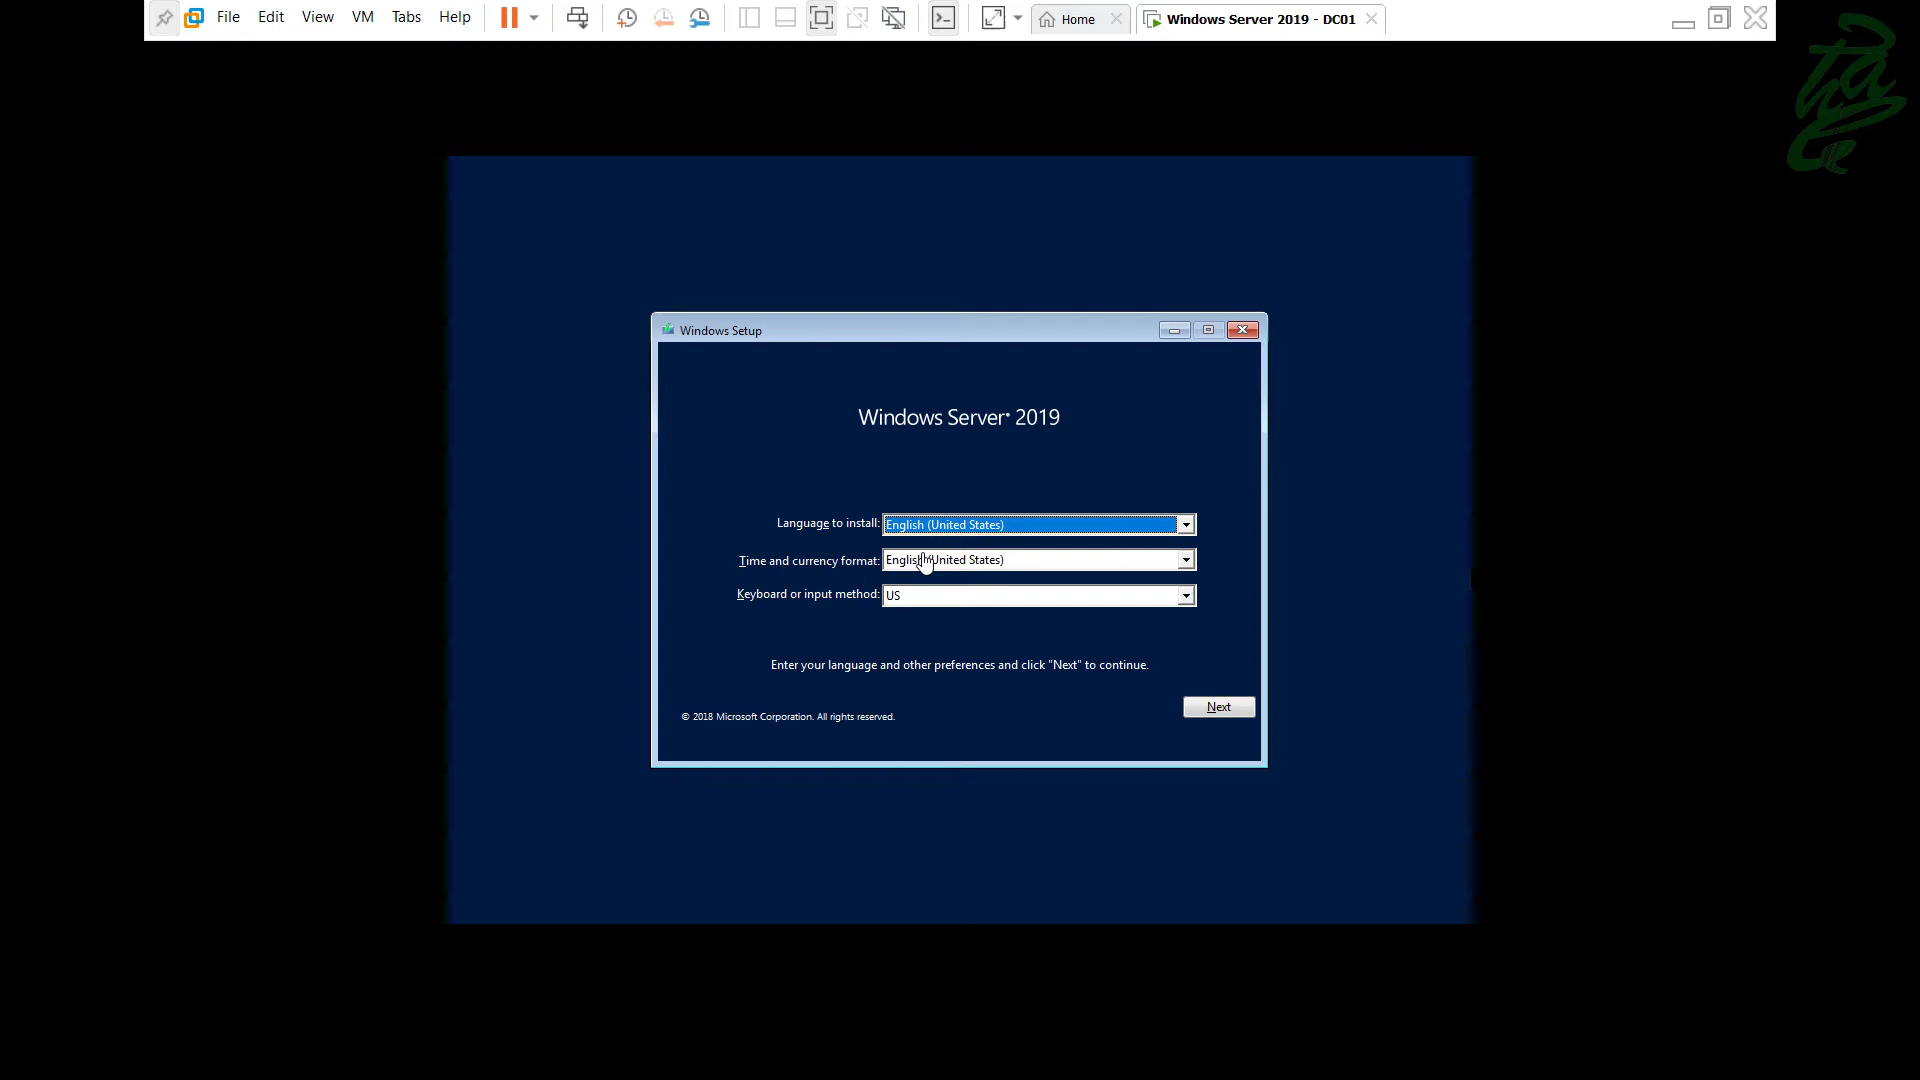 File Edit View VM Tabs Help Home Windows Server 2019 - DC01
Windows Setup
Windows Server® 2019
Language to install: English (United States)
Time and currency format: English (United States)
Keyboard or input method: US
Enter your language and other preferences and click "Next" to continue.
Next
© 2018 Microsoft Corporation. All rights reserved.